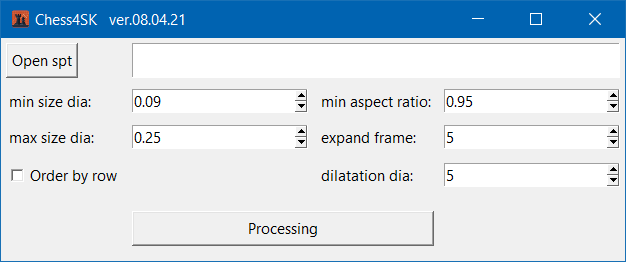 Chess4SK ver.08.04.21
Open spt
min size dia: 0.09 min aspect ratio: 0.95
max size dia: 0.25 expand frame: 5
Order by row dilatation dia: 5
Processing